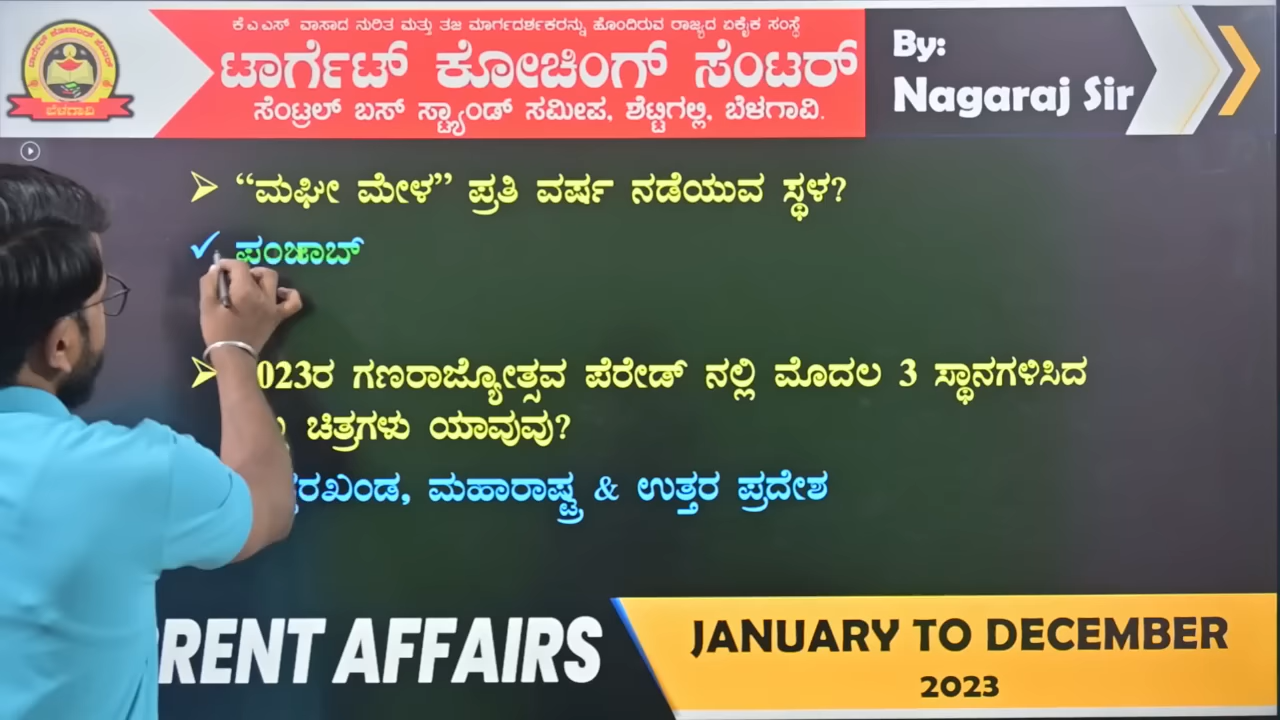 ಕೆ ಎ ಎಸ್ ವಾಸಾದ ನುರಿತ ಮತ್ತು ತಜ್ಞ ಮಾರ್ಗದರ್ಶಕರನ್ನು ಹೊಂದಿರುವ ರಾಜ್ಯದ ಏಕೈಕ ಸಂಸ್ಥೆ
ಟಾರ್ಗೆಟ್ ಕೋಚಿಂಗ್ ಸೆಂಟರ್
ಸೆಂಟ್ರಲ್ ಬಸ್ ಸ್ಟ್ಯಾಂಡ್ ಸಮೀಪ, ಶೆಟ್ಟಿಗಲ್ಲಿ, ಬೆಳಗಾವಿ.
By:
Nagaraj Sir
ಬೆಳಗಾವಿ
“ಮಘೀ ಮೇಳ” ಪ್ರತಿ ವರ್ಷ ನಡೆಯುವ ಸ್ಥಳ?
ಪಂಜಾಬ್
023ರ ಗಣರಾಜ್ಯೋತ್ಸವ ಪೆರೇಡ್ ನಲ್ಲಿ ಮೊದಲ 3 ಸ್ಥಾನಗಳಿಸಿದ
ಚಿತ್ರಗಳು ಯಾವುವು?
ರಖಂಡ, ಮಹಾರಾಷ್ಟ್ರ & ಉತ್ತರ ಪ್ರದೇಶ
RENT AFFAIRS
JANUARY TO DECEMBER
2023